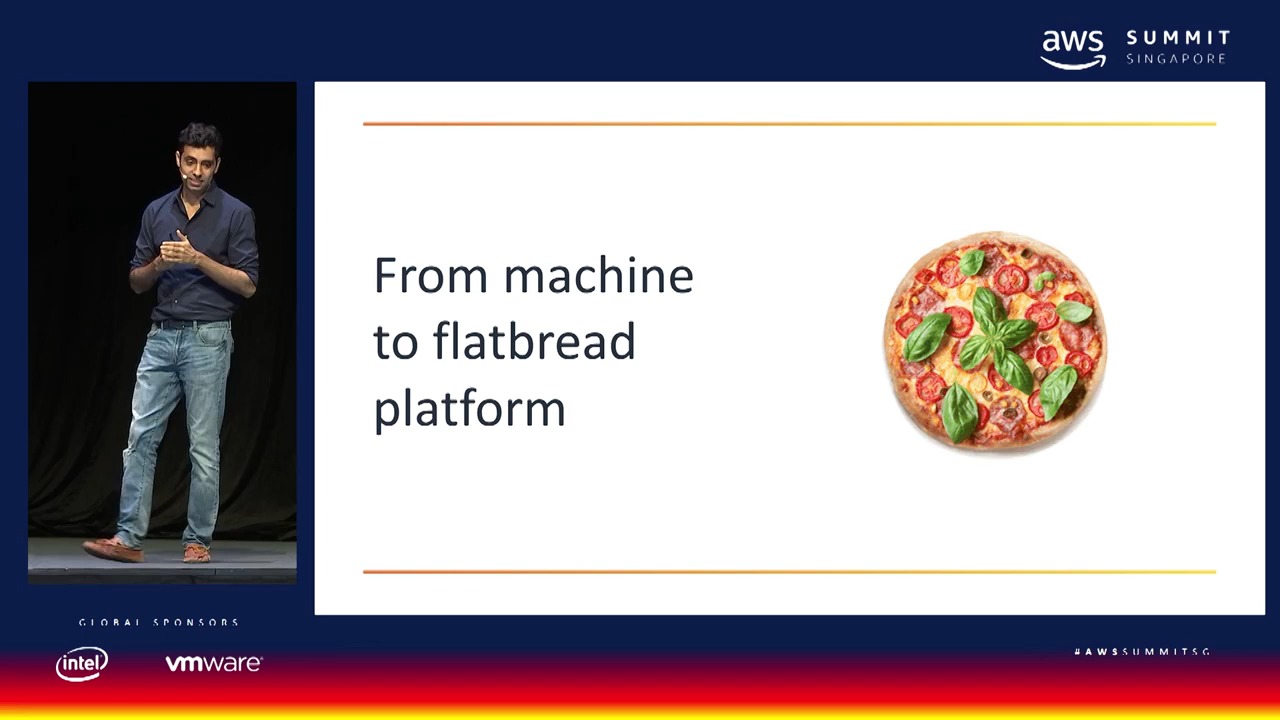 aws SUMMIT
SINGAPORE
From machine
to flatbread
platform
GLOBAL SPONSORS
intel
vmware
#AWSSUMMITSG